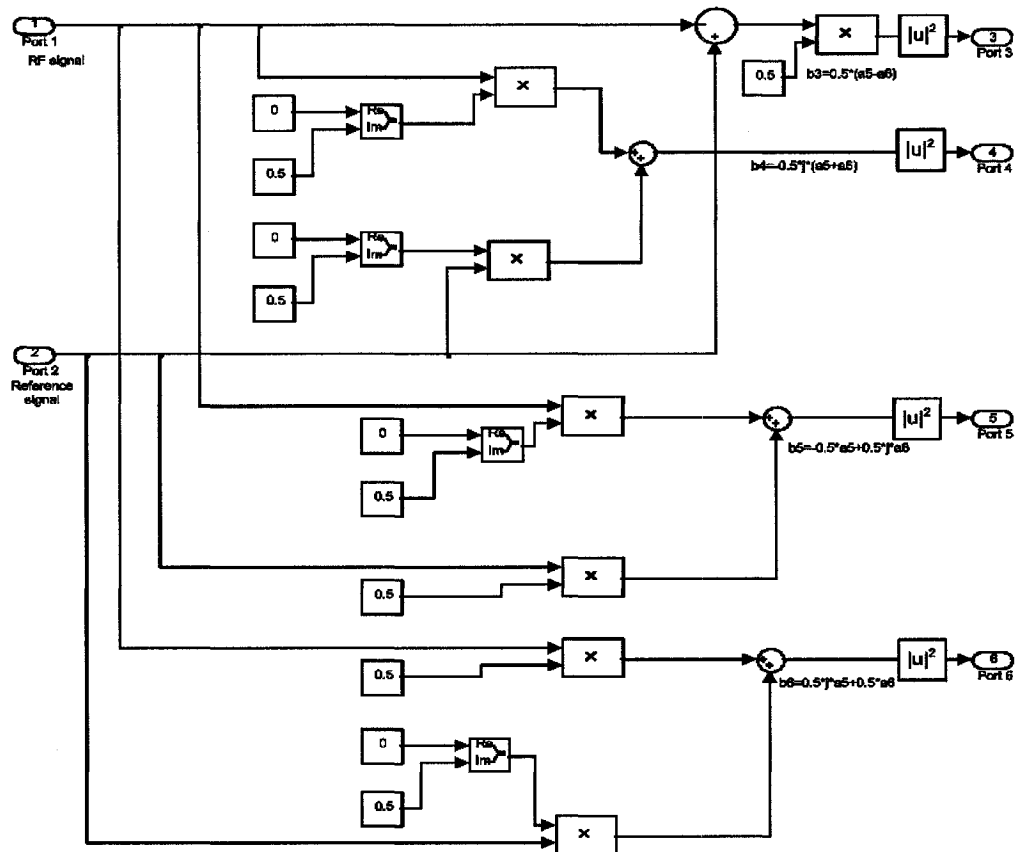 1
Port 1
RF signal
−
+
×
|u|²
3
Port 3
0.5
b3=0.5*(a5-a6)
×
0
Re
Im
0.5
+
+
|u|²
4
Port 4
b4=-0.5*j*(a5+a6)
0
Re
Im
0.5
×
2
Port 2
Reference
signal
×
0
Re
Im
0.5
+
+
|u|²
5
Port 5
b5=-0.5*a5+0.5*j*a6
×
0.5
×
0.5
+
+
|u|²
6
Port 6
b6=0.5*j*a5+0.5*a6
0
Re
Im
0.5
×